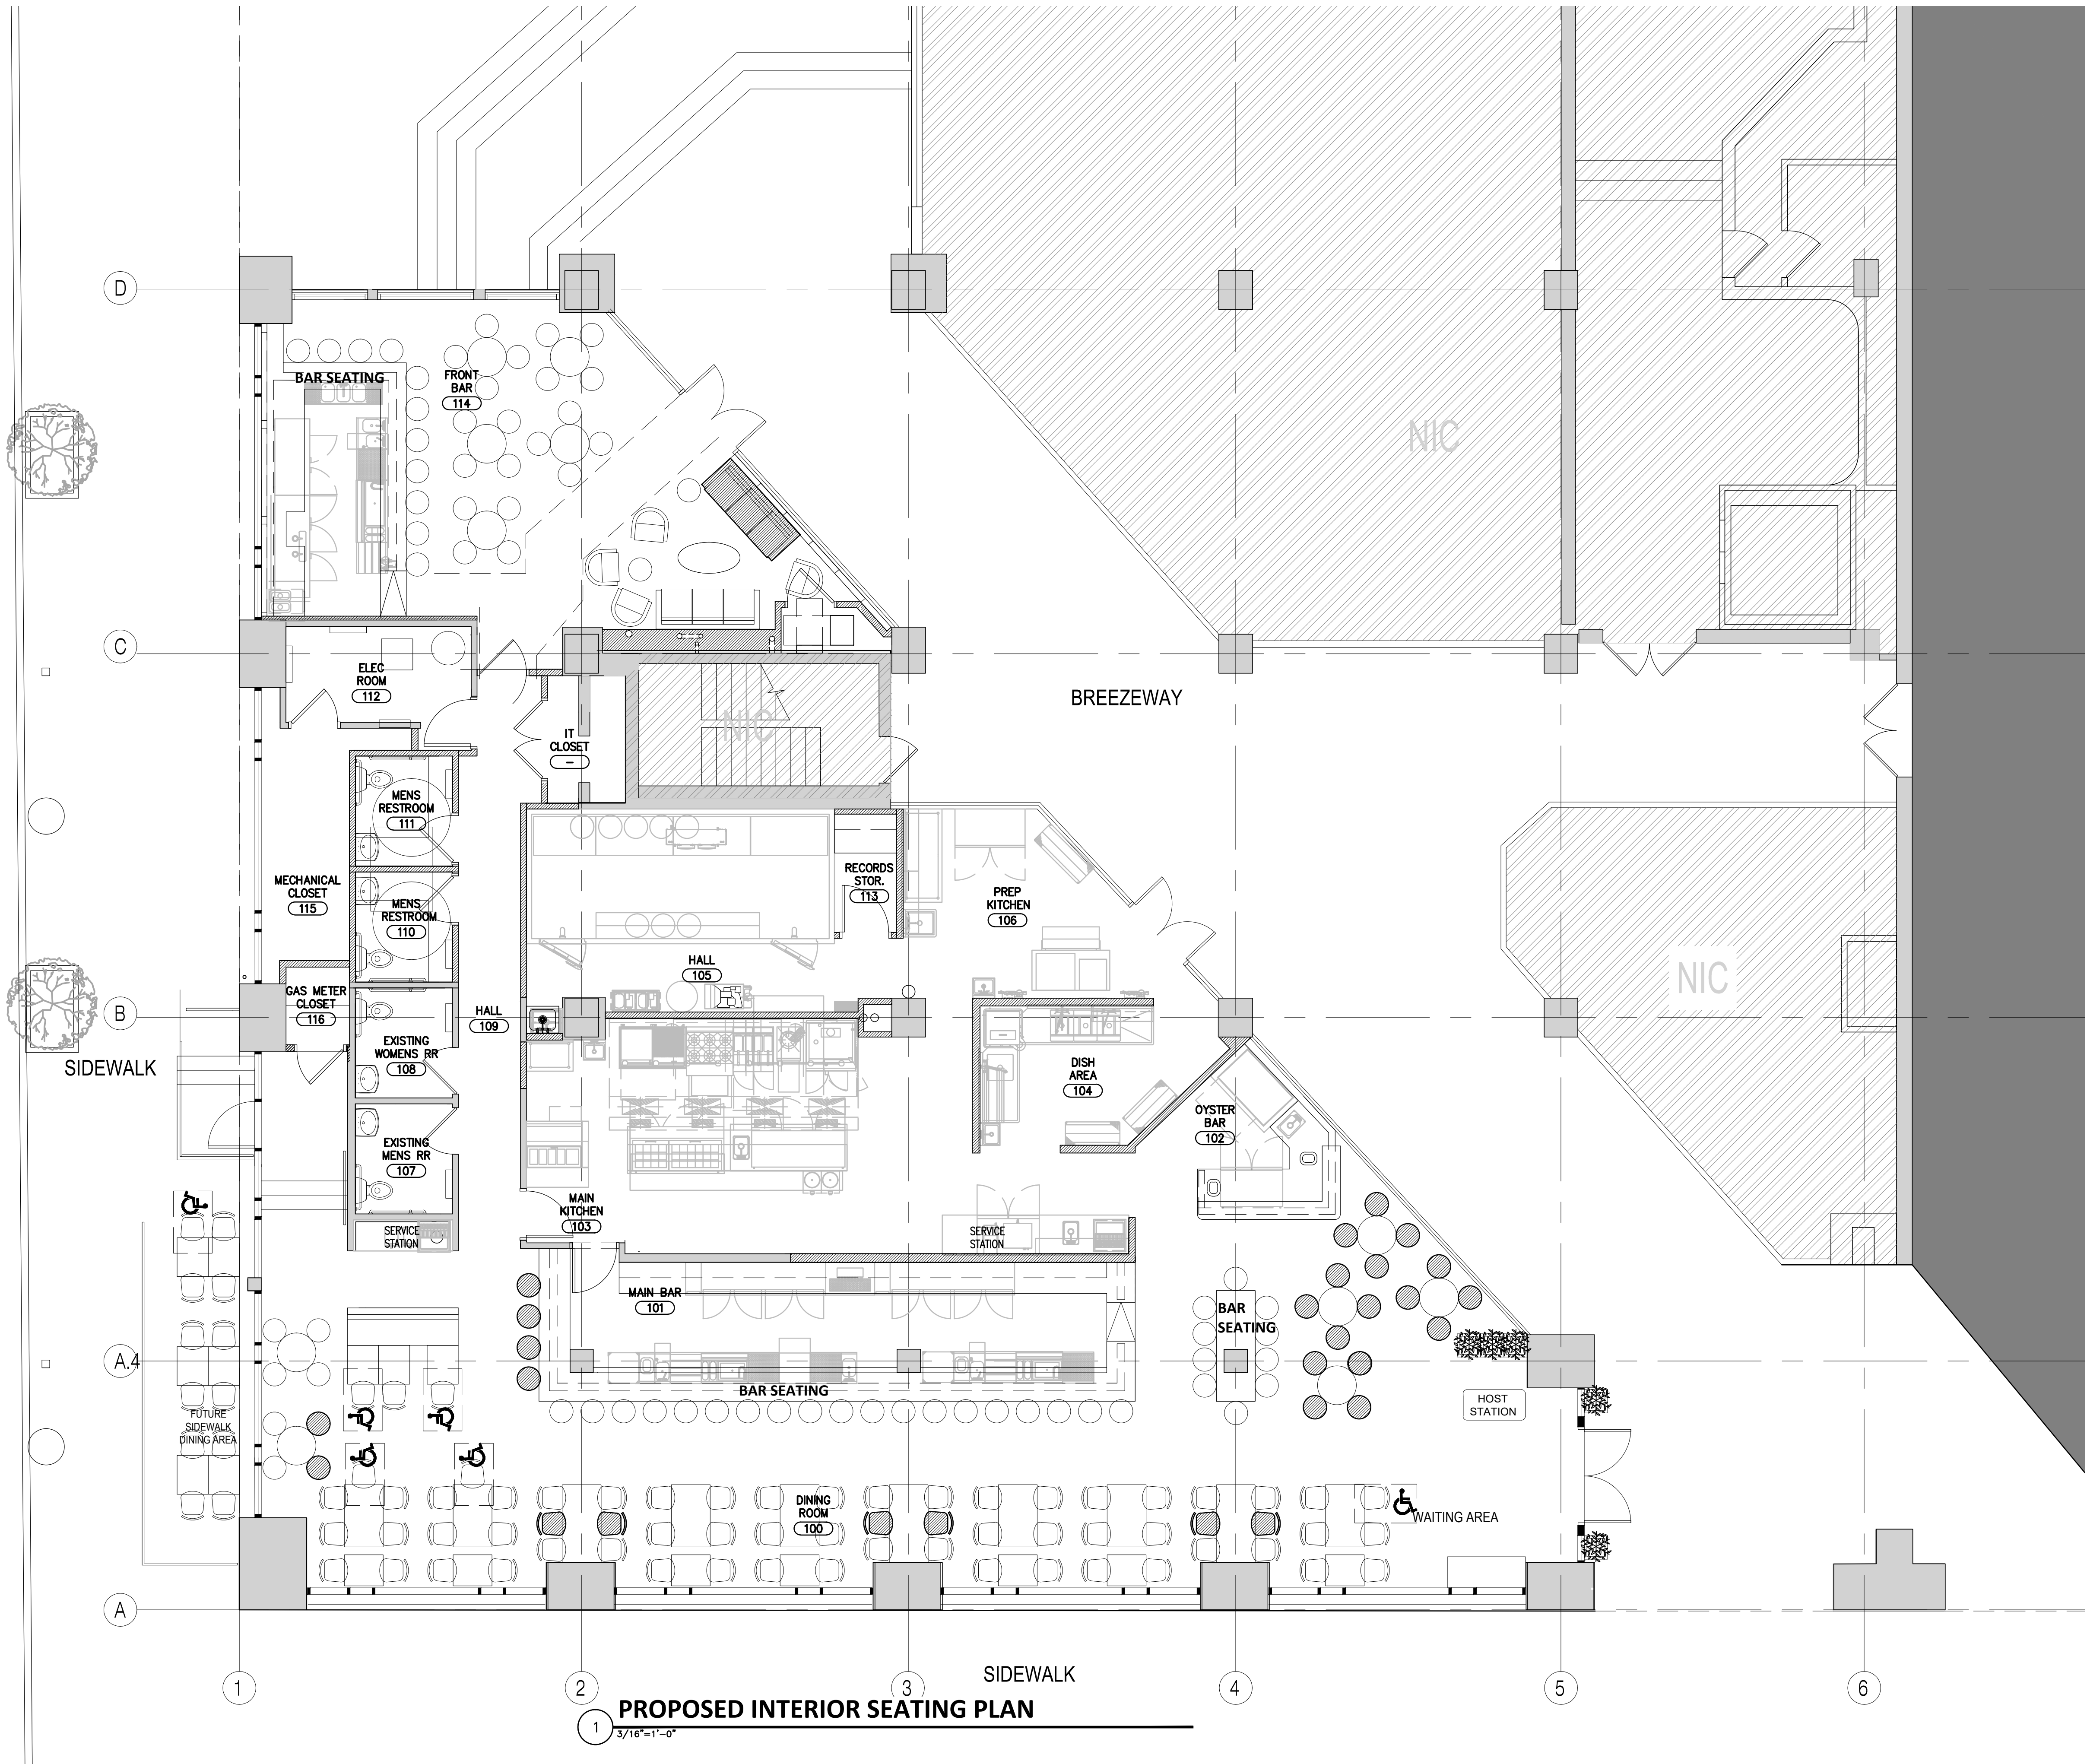 D
BAR SEATING
FRONT
BAR
114
NIC
C
ELEC
ROOM
112
BREEZEWAY
NIC
IT
CLOSET
-
MENS
RESTROOM
111
MECHANICAL
CLOSET
115
MENS
RESTROOM
110
RECORDS
STOR.
113
PREP
KITCHEN
106
HALL
105
NIC
GAS METER
CLOSET
116
B
HALL
109
SIDEWALK
EXISTING
WOMENS RR
108
DISH
AREA
104
OYSTER
BAR
102
EXISTING
MENS RR
107
MAIN
KITCHEN
103
SERVICE
STATION
SERVICE
STATION
MAIN BAR
101
BAR
SEATING
A.4
BAR SEATING
HOST
STATION
FUTURE
SIDEWALK
DINING AREA
DINING
ROOM
100
WAITING AREA
A
SIDEWALK
1
2
3
4
5
6
1
PROPOSED INTERIOR SEATING PLAN
3/16"=1'-0"